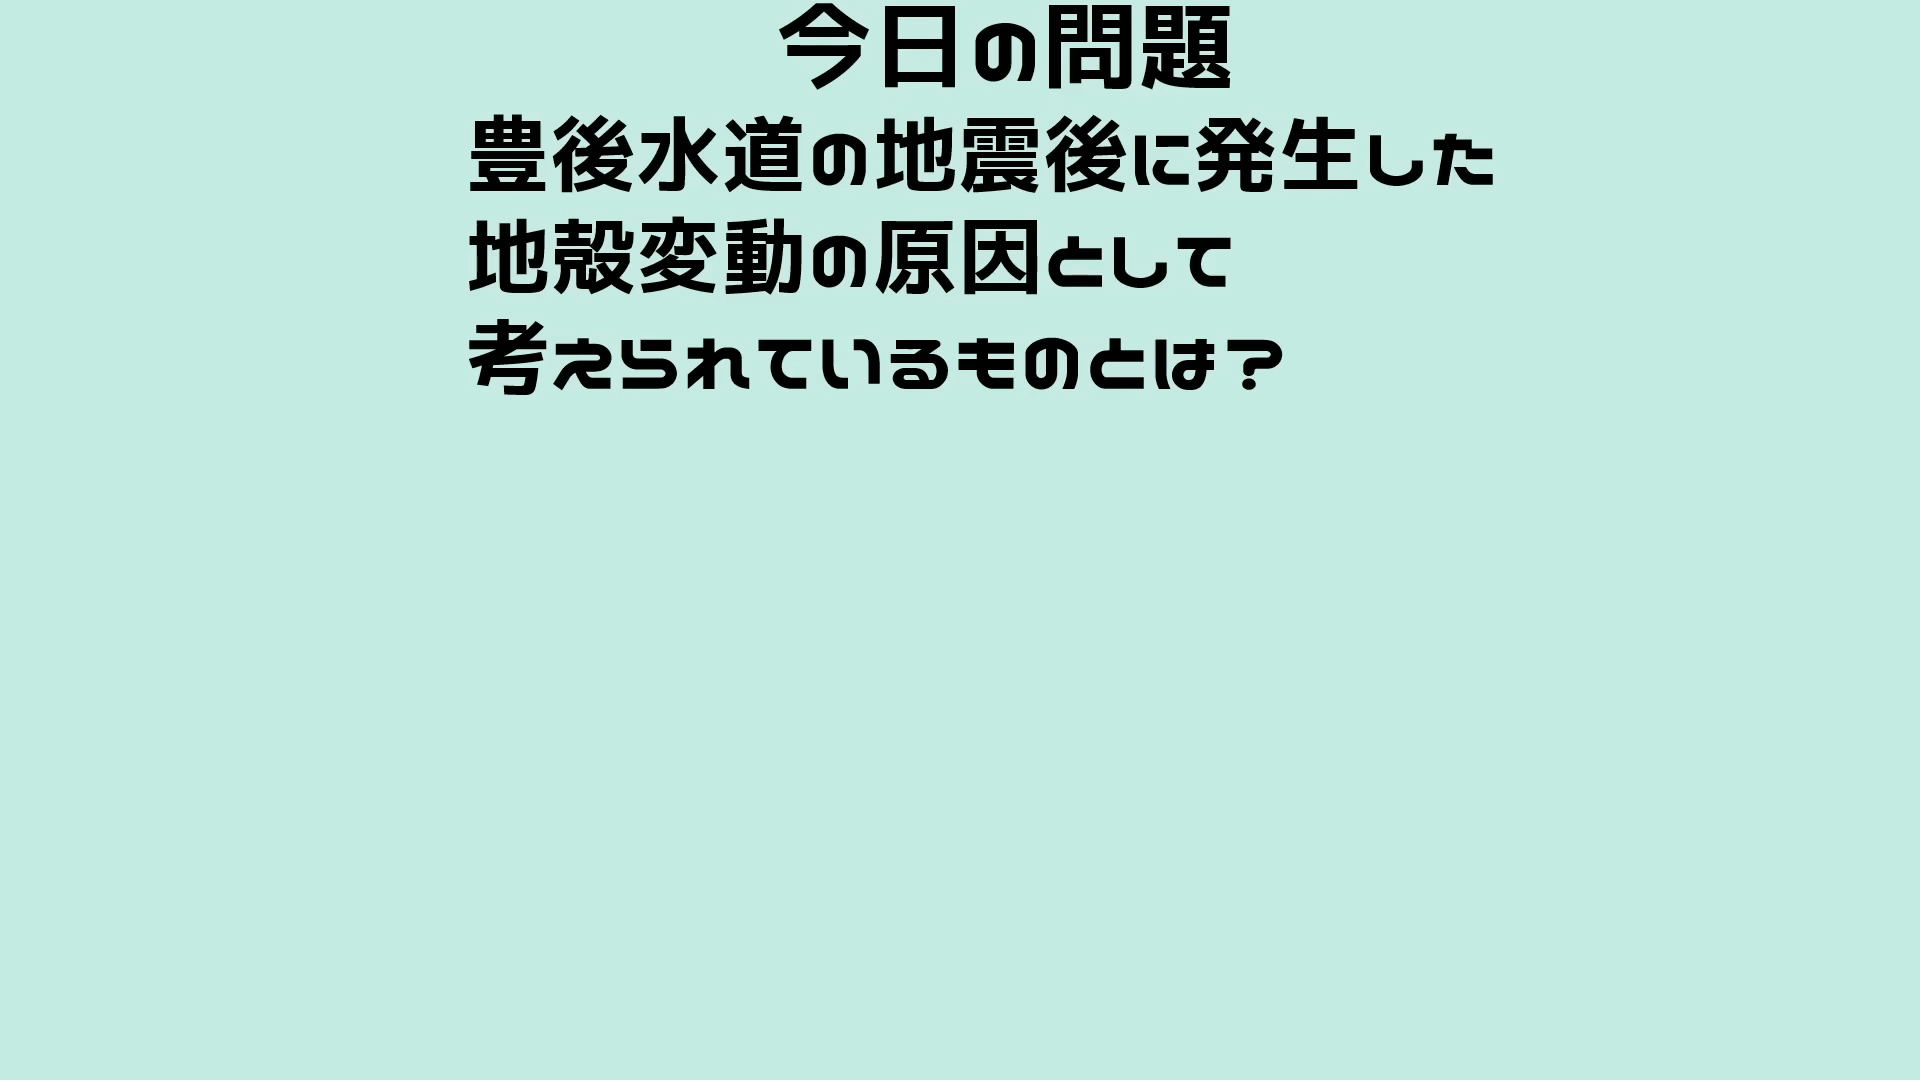 今日の問題
豊後水道の地震後に発生した
地殻変動の原因として
考えられているものとは？